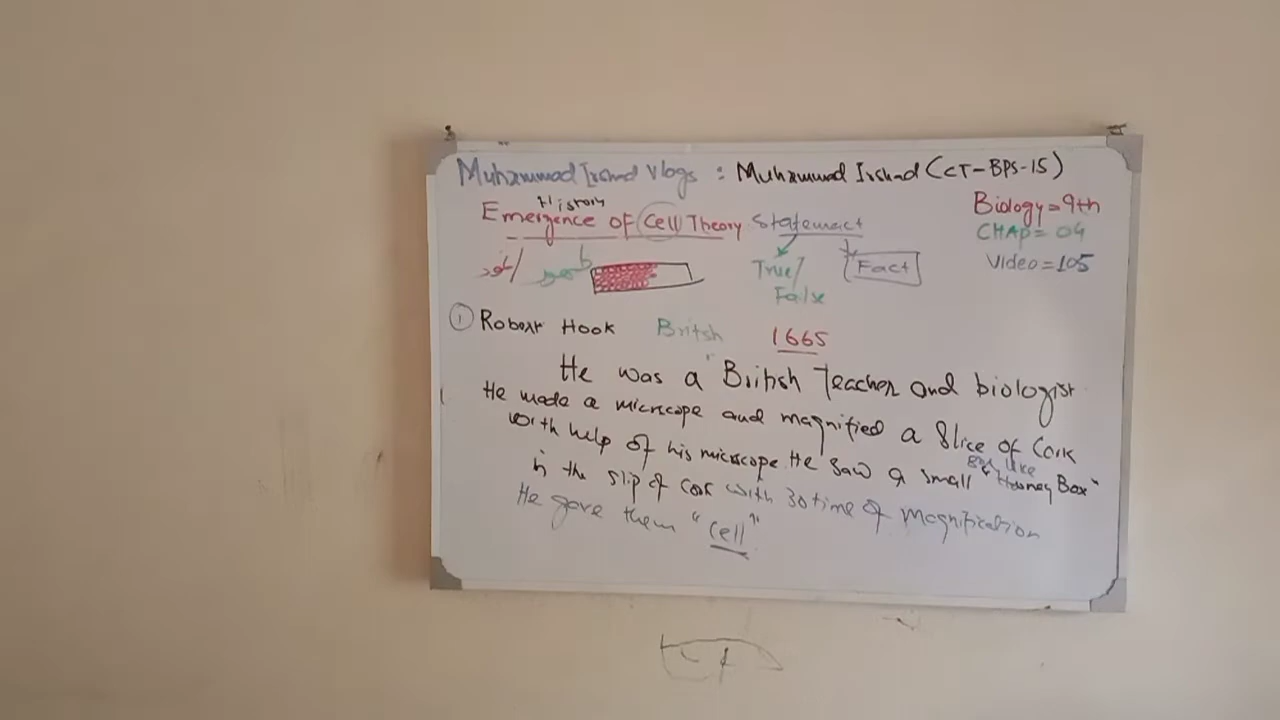 Muhammad Irshad Vlogs : Muhammad Irshad (CT-BPS-15)
Biology=9th
History
Emergence of Cell Theory Statemact
CHAP= 04
True/
False
Fact
Video=105
① Robert Hook British 1665
He was a British Teacher and biologist
He made a micrscope and magnified a Slice of Cork
with help of his micrscope. He Saw a small "Honey Box"
Box like
in the slip of Cork with 30 time of Magnification
He gave them "Cell"